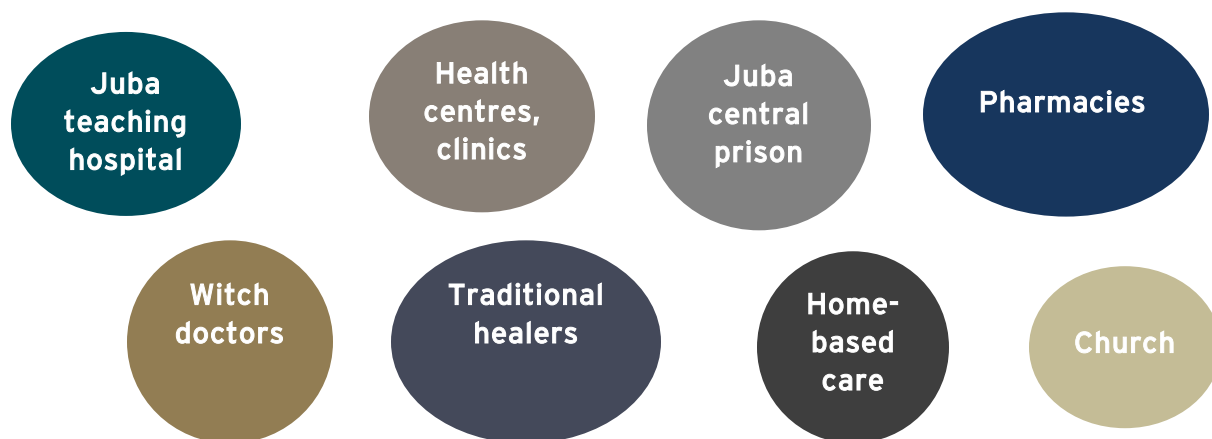 Juba
teaching
hospital
Health
centres,
clinics
Juba
central
prison
Pharmacies
Witch
doctors
Traditional
healers
Home-
based
care
Church